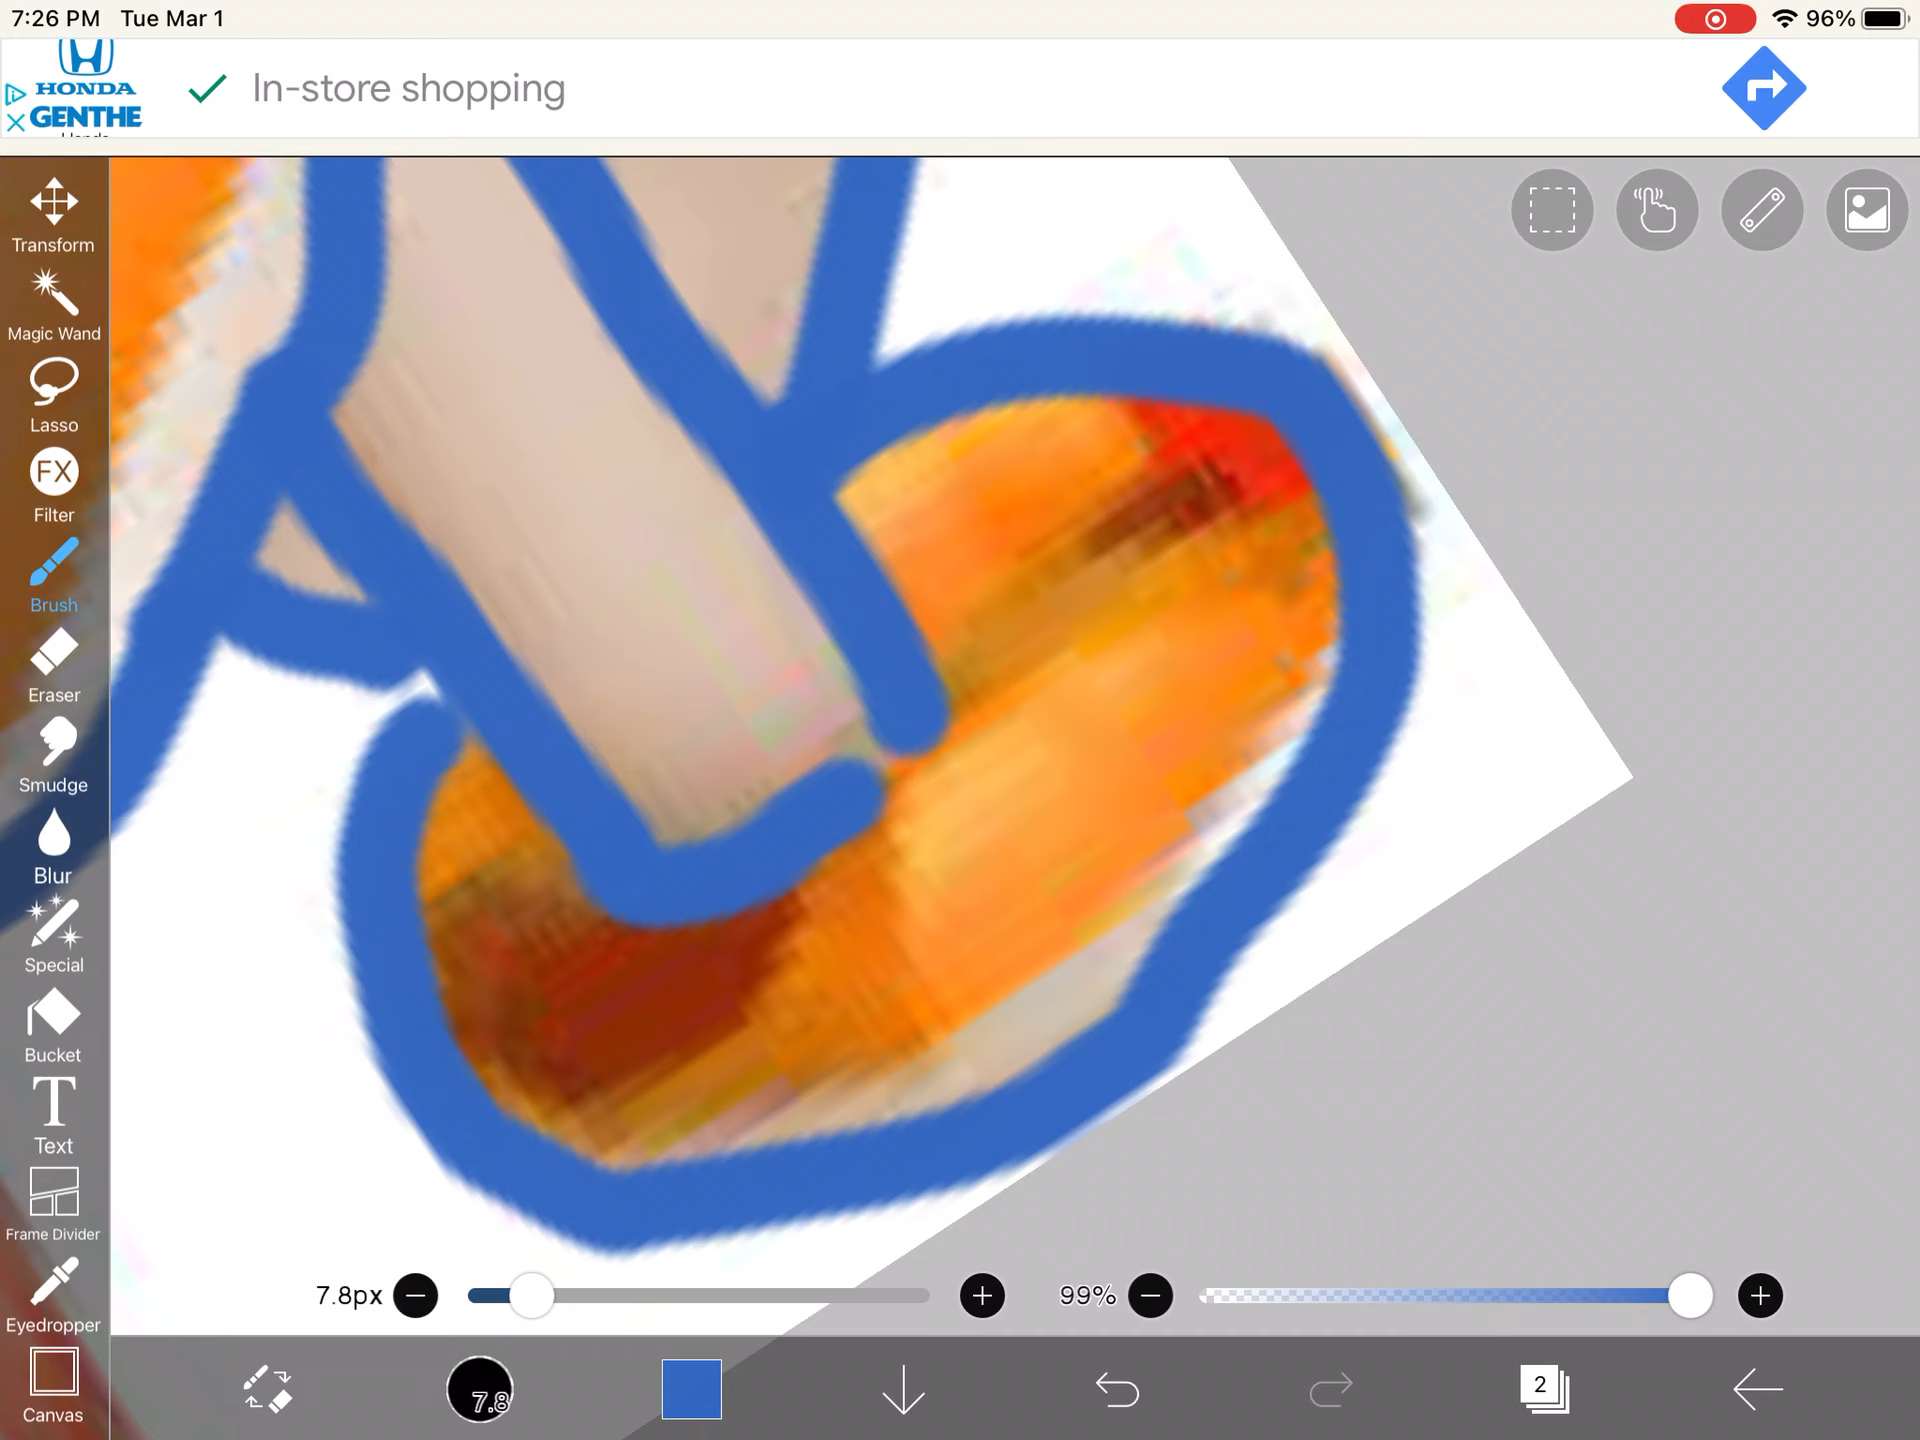 7:26 PM Tue Mar 1
96%
HONDA
GENTHE
In-store shopping
Transform
Magic Wand
Lasso
FX
Filter
Brush
Eraser
Smudge
Blur
Special
Bucket
T
Text
Frame Divider
Eyedropper
Canvas
7.8px
99%
7.8
2